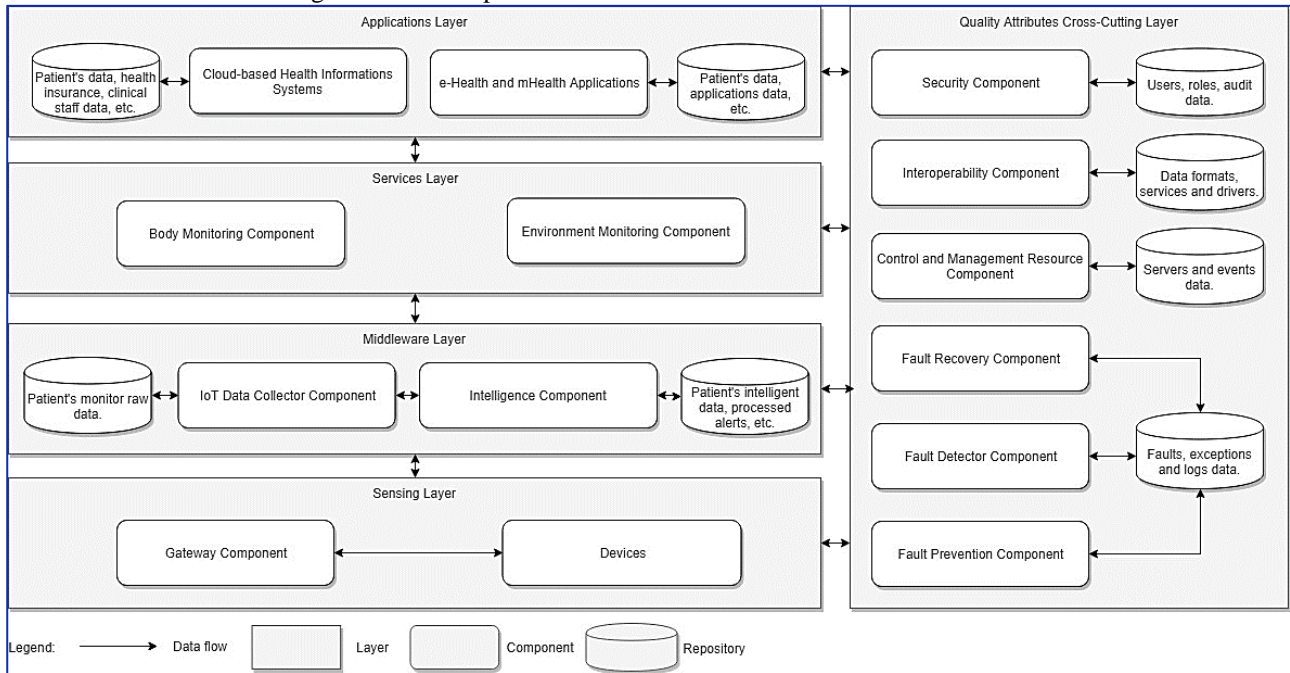 Applications Layer
Patient's data, health
insurance, clinical
staff data, etc.
Cloud-based Health Informations
Systems
e-Health and mHealth Applications
Patient's data,
applications data,
etc.
Services Layer
Body Monitoring Component
Environment Monitoring Component
Middleware Layer
Patient's monitor raw
data.
IoT Data Collector Component
Intelligence Component
Patient's intelligent
data, processed
alerts, etc.
Sensing Layer
Gateway Component
Devices
Quality Attributes Cross-Cutting Layer
Security Component
Users, roles, audit
data.
Interoperability Component
Data formats,
services and drivers.
Control and Management Resource
Component
Servers and events
data.
Fault Recovery Component
Fault Detector Component
Faults, exceptions
and logs data.
Fault Prevention Component
Legend:
Data flow
Layer
Component
Repository